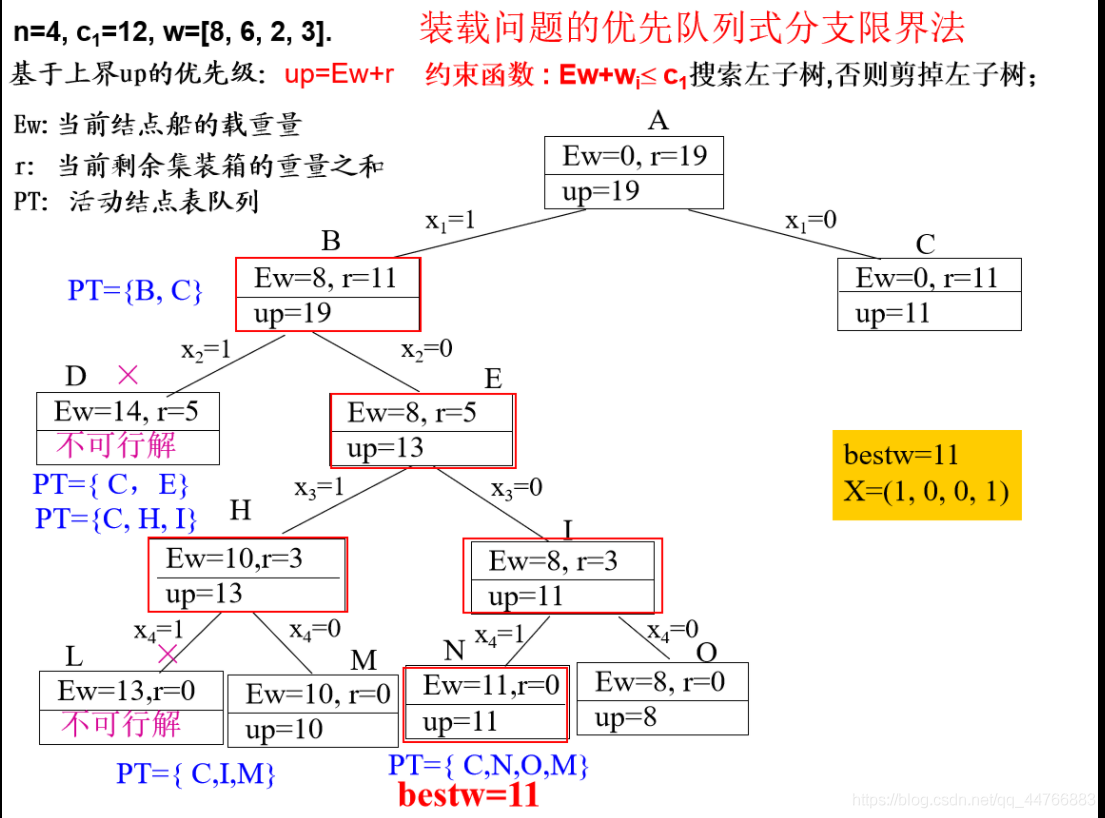 n=4, c₁=12, w=[8, 6, 2, 3].
装载问题的优先队列式分支限界法
基于上界up的优先级：up=Ew+r 约束函数：Ew+wᵢ≤ c₁搜索左子树,否则剪掉左子树；
Ew: 当前结点船的载重量
r: 当前剩余集装箱的重量之和
PT: 活动结点表队列
A
Ew=0, r=19
up=19
x₁=1
x₁=0
B
Ew=8, r=11
up=19
C
Ew=0, r=11
up=11
PT={B, C}
x₂=1
x₂=0
D ×
Ew=14, r=5
不可行解
E
Ew=8, r=5
up=13
bestw=11
X=(1, 0, 0, 1)
PT={ C，E}
PT={C, H, I}
x₃=1
x₃=0
H
Ew=10,r=3
up=13
I
Ew=8, r=3
up=11
x₄=1
x₄=0
x₄=1
x₄=0
L ×
Ew=13,r=0
不可行解
M
Ew=10, r=0
up=10
N
Ew=11,r=0
up=11
O
Ew=8, r=0
up=8
PT={ C,I,M}
PT={ C,N,O,M}
bestw=11
https://blog.csdn.net/qq_44766883